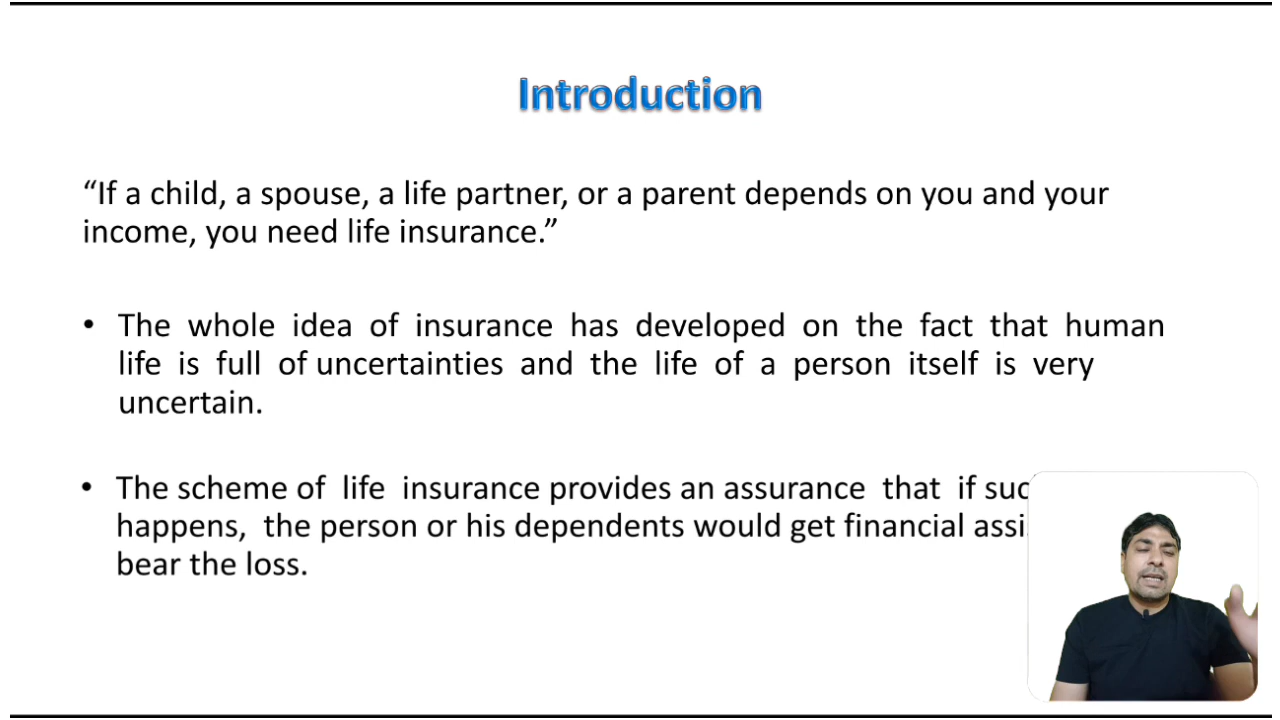 Introduction
“If a child, a spouse, a life partner, or a parent depends on you and your
income, you need life insurance.”
• The whole idea of insurance has developed on the fact that human
life is full of uncertainties and the life of a person itself is very
uncertain.
• The scheme of life insurance provides an assurance that if
happens, the person or his dependents would get financial
bear the loss.